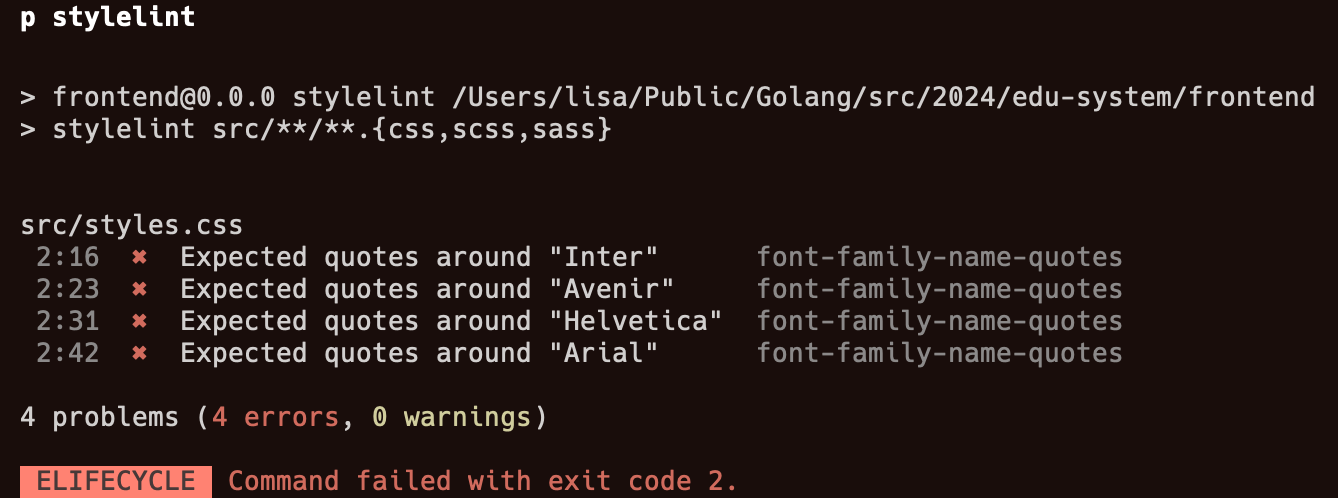 p stylelint
> frontend@0.0.0 stylelint /Users/lisa/Public/Golang/src/2024/edu-system/frontend
> stylelint src/**/**.{css,scss,sass}
src/styles.css
2:16 ✖ Expected quotes around "Inter" font-family-name-quotes
2:23 ✖ Expected quotes around "Avenir" font-family-name-quotes
2:31 ✖ Expected quotes around "Helvetica" font-family-name-quotes
2:42 ✖ Expected quotes around "Arial" font-family-name-quotes
4 problems (4 errors, 0 warnings)
ELIFECYCLE Command failed with exit code 2.